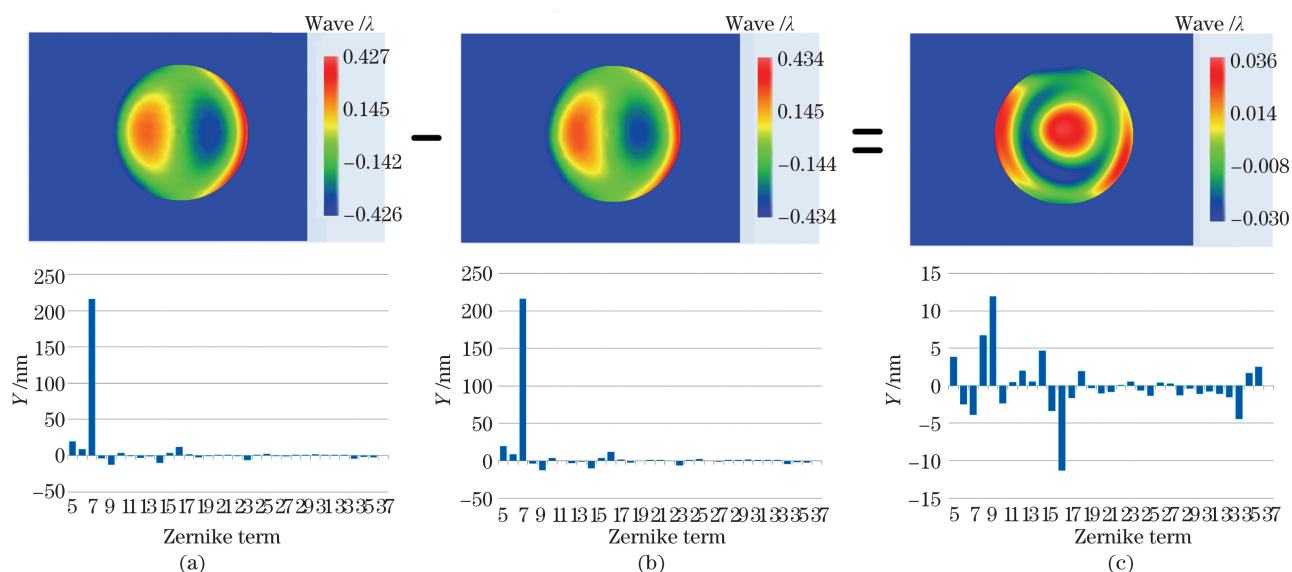 Wave /λ
0.427
0.145
−0.142
−0.426
−
Wave /λ
0.434
0.145
−0.144
−0.434
=
Wave /λ
0.036
0.014
−0.008
−0.030
250
200
150
100
50
0
−50
Y /nm
5 7 9 11 13 15 17 19 21 23 25 27 29 31 33 35 37
Zernike term
(a)
250
200
150
100
50
0
−50
Y /nm
5 7 9 11 13 15 17 19 21 23 25 27 29 31 33 35 37
Zernike term
(b)
15
10
5
0
−5
−10
−15
Y /nm
5 7 9 11 13 15 17 19 21 23 25 27 29 31 33 35 37
Zernike term
(c)